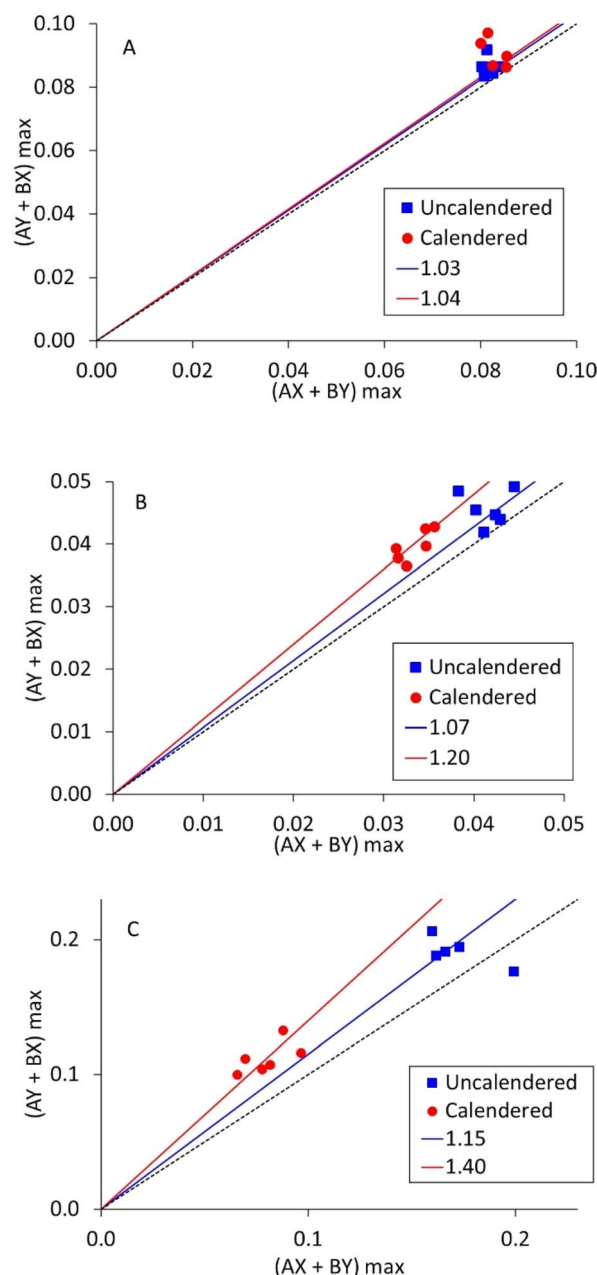 A
(AY + BX) max
0.10
0.08
0.06
0.04
0.02
0.00
Uncalendered
Calendered
1.03
1.04
0.00 0.02 0.04 0.06 0.08 0.10
(AX + BY) max
B
(AY + BX) max
0.05
0.04
0.03
0.02
0.01
0.00
Uncalendered
Calendered
1.07
1.20
0.00 0.01 0.02 0.03 0.04 0.05
(AX + BY) max
C
(AY + BX) max
0.2
0.1
0.0
Uncalendered
Calendered
1.15
1.40
0.0 0.1 0.2
(AX + BY) max